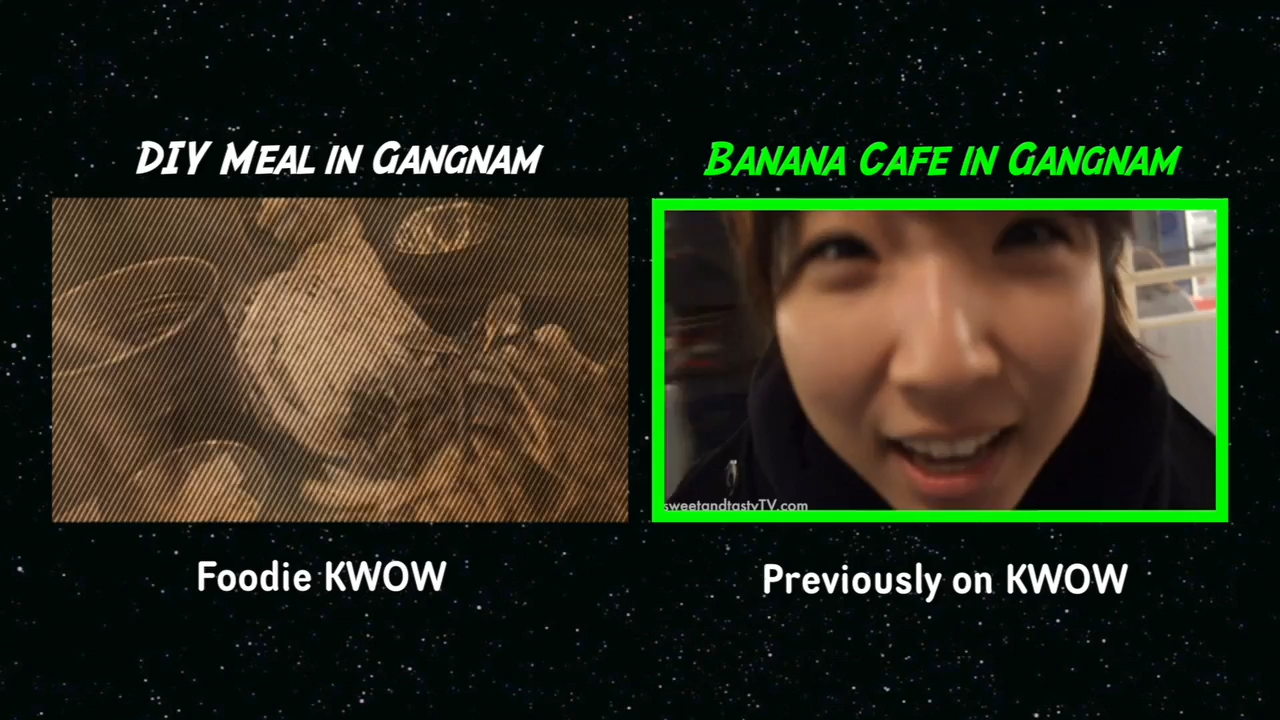 DIY MEAL IN GANGNAM
BANANA CAFE IN GANGNAM
sweetandtastyTV.com
Foodie KWOW
Previously on KWOW